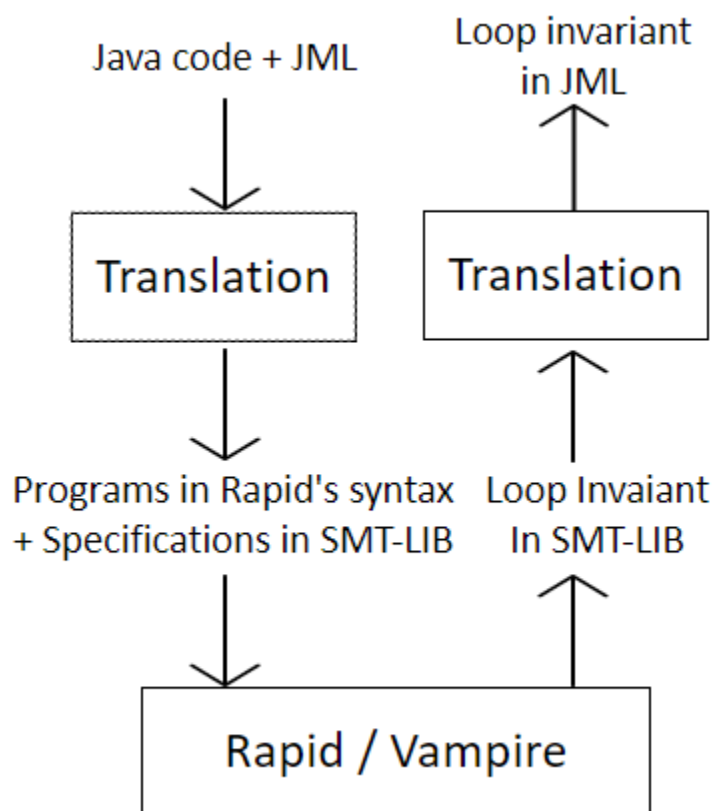 Java code + JML
Loop invariant
in JML
Translation
Translation
Programs in Rapid's syntax
+ Specifications in SMT-LIB
Loop Invaiant
In SMT-LIB
Rapid / Vampire